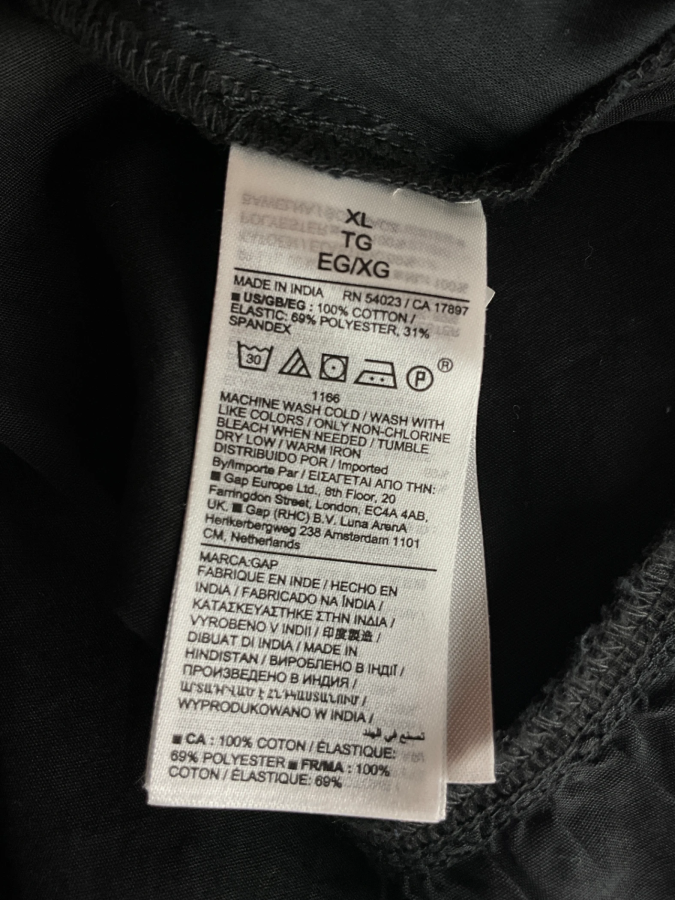 XL
TG
EG/XG
MADE IN INDIA RN 54023 / CA 17897
■ US/GB/EG : 100% COTTON /
ELASTIC: 69% POLYESTER, 31%
SPANDEX
30 P ®
1166
MACHINE WASH COLD / WASH WITH
LIKE COLORS / ONLY NON-CHLORINE
BLEACH WHEN NEEDED / TUMBLE
DRY LOW / WARM IRON
DISTRIBUIDO POR / Imported
By/Importe Par / ΕΙΣΑΓΕΤΑΙ ΑΠΟ ΤΗΝ:
■ Gap Europe Ltd., 8th Floor, 20
Farringdon Street, London, EC4A 4AB,
UK. ■ Gap (RHC) B.V. Luna ArenA
Herikerbergweg 238 Amsterdam 1101
CM, Netherlands
MARCA:GAP
FABRIQUE EN INDE / HECHO EN
INDIA / FABRICADO NA ÍNDIA /
ΚΑΤΑΣΚΕΥΑΣΤΗΚΕ ΣΤΗΝ ΙΝΔΙΑ /
VYROBENO V INDII / 印度製造 /
DIBUAT DI INDIA / MADE IN
HINDISTAN / ВИРОБЛЕНО В ІНДІЇ /
ПРОИЗВЕДЕНО В ИНДИЯ /
ԱՐՏԱԴՐՎԱԾ Է ՀՆԴԿԱՍՏԱՆՈՒՄ /
WYPRODUKOWANO W INDIA /
تصنع في الهند
■ CA : 100% COTON / ÉLASTIQUE:
69% POLYESTER ■ FR/MA : 100%
COTON / ÉLASTIQUE: 69%